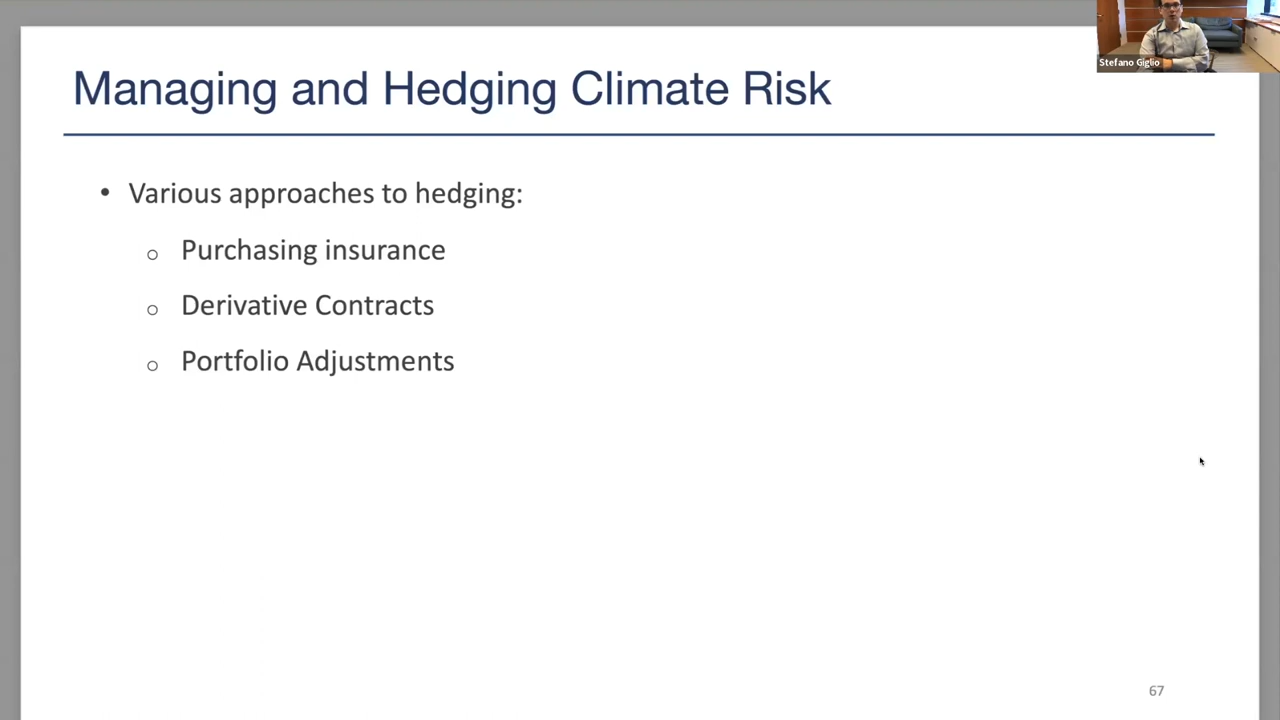 Stefano Giglio
Managing and Hedging Climate Risk
• Various approaches to hedging:
o Purchasing insurance
o Derivative Contracts
o Portfolio Adjustments
67